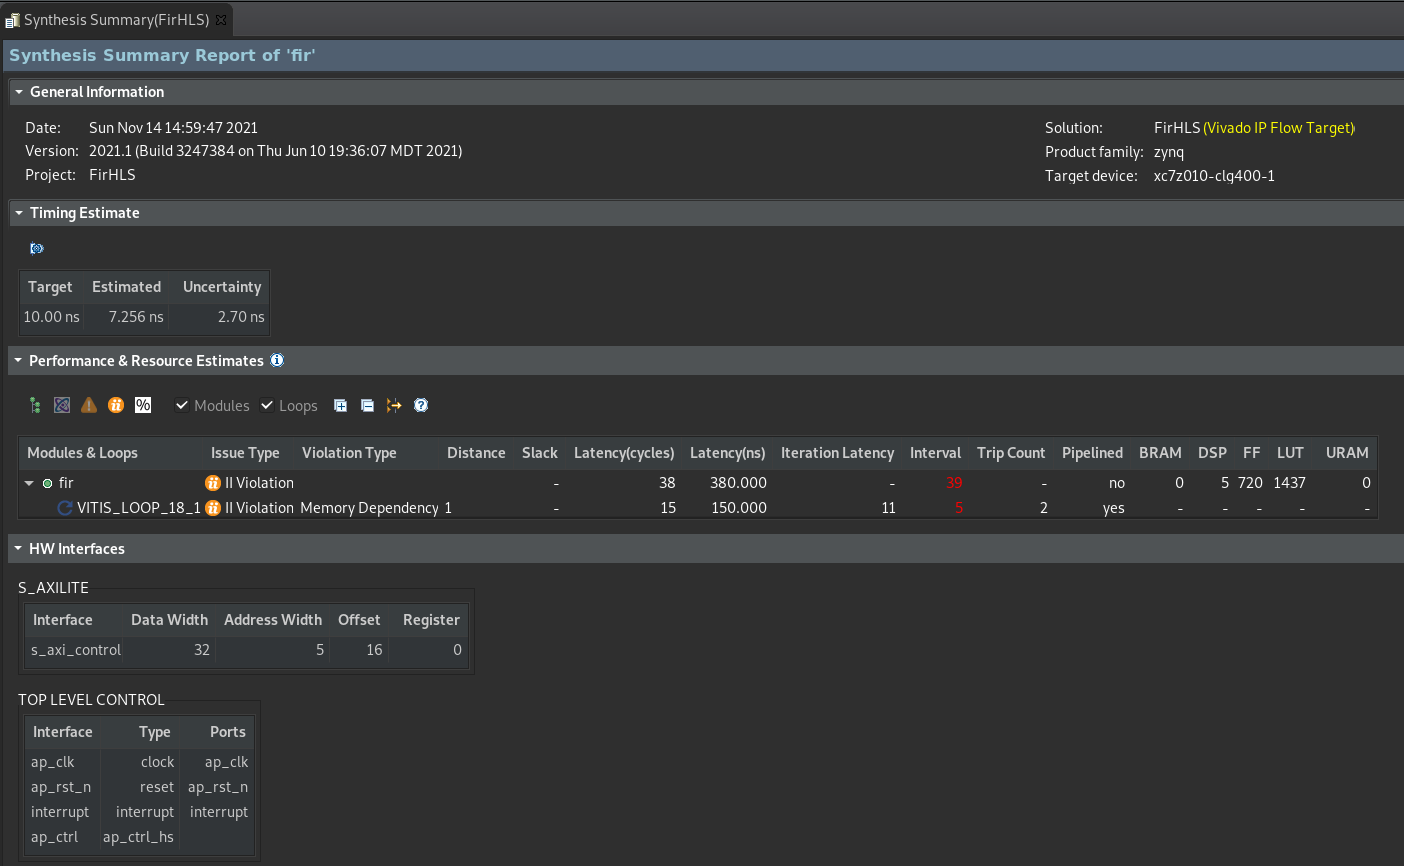 Synthesis Summary(FirHLS)
Synthesis Summary Report of 'fir'
General Information
Date: Sun Nov 14 14:59:47 2021
Version: 2021.1 (Build 3247384 on Thu Jun 10 19:36:07 MDT 2021)
Project: FirHLS
Solution: FirHLS (Vivado IP Flow Target)
Product family: zynq
Target device: xc7z010-clg400-1
Timing Estimate
Target Estimated Uncertainty
10.00 ns 7.256 ns 2.70 ns
Performance & Resource Estimates
% Modules Loops
Modules & Loops Issue Type Violation Type Distance Slack Latency(cycles) Latency(ns) Iteration Latency Interval Trip Count Pipelined BRAM DSP FF LUT URAM
fir II Violation - 38 380.000 - 39 - no 0 5 720 1437 0
VITIS_LOOP_18_1 II Violation Memory Dependency 1 - 15 150.000 11 5 2 yes - - - - -
HW Interfaces
S_AXILITE
Interface Data Width Address Width Offset Register
s_axi_control 32 5 16 0
TOP LEVEL CONTROL
Interface Type Ports
ap_clk clock ap_clk
ap_rst_n reset ap_rst_n
interrupt interrupt interrupt
ap_ctrl ap_ctrl_hs